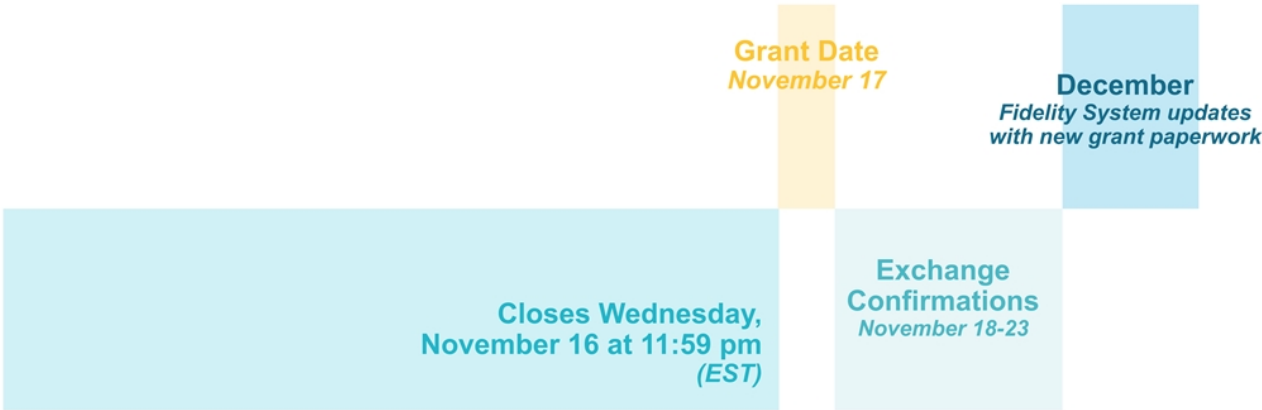 Grant Date
November 17
December
Fidelity System updates
with new grant paperwork
Closes Wednesday,
November 16 at 11:59 pm
(EST)
Exchange
Confirmations
November 18-23